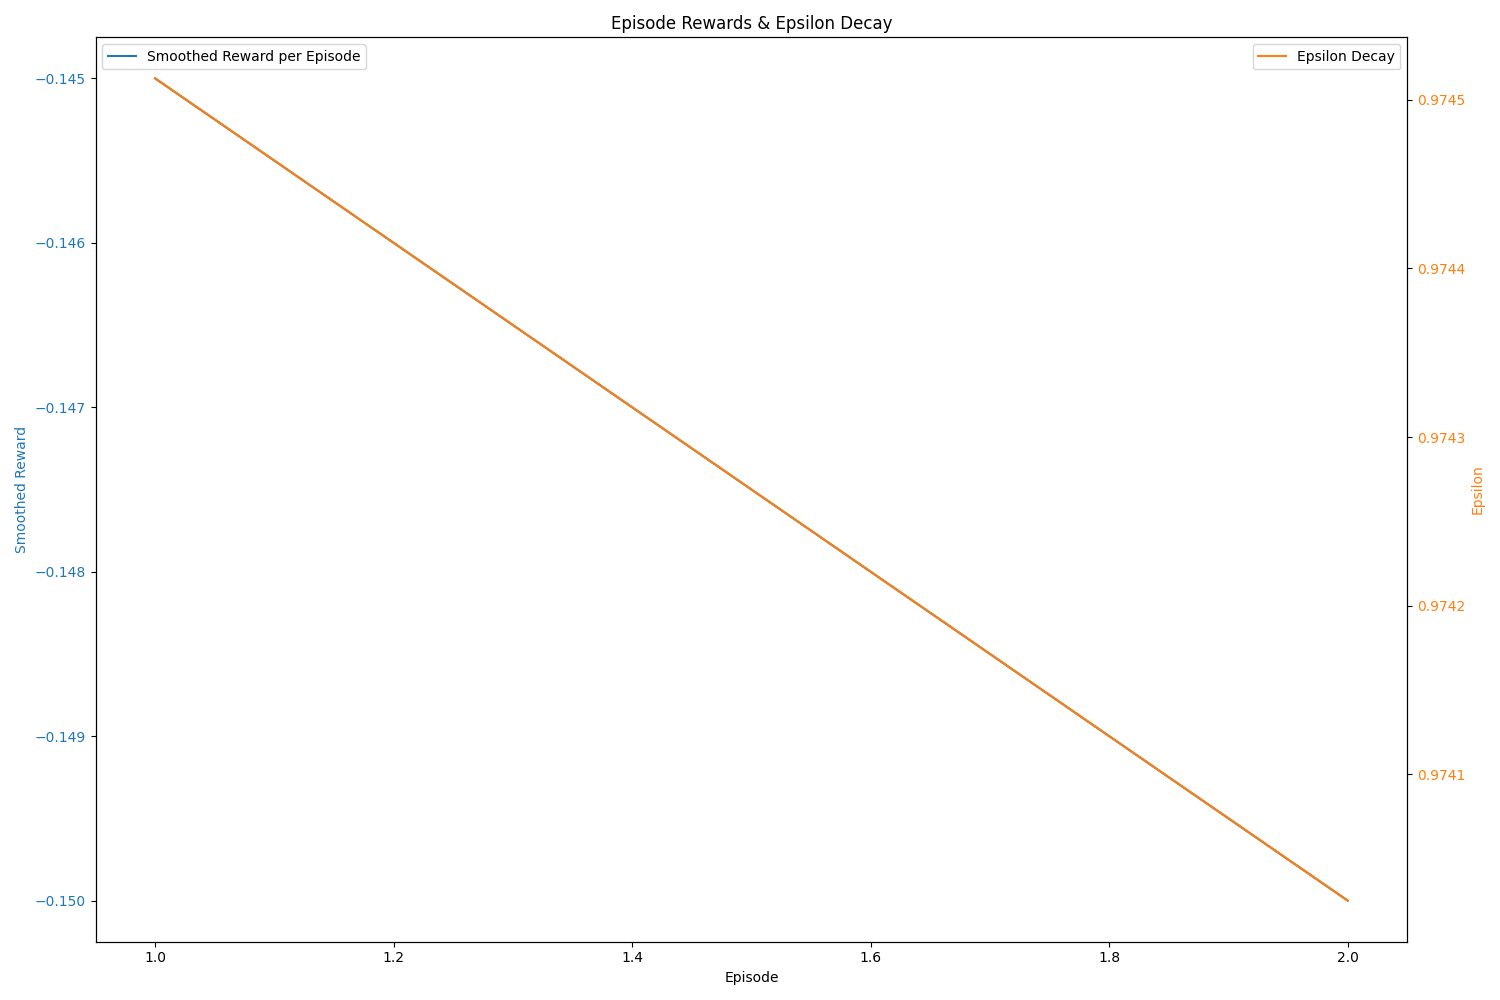 Episode Rewards & Epsilon Decay
Smoothed Reward per Episode
Epsilon Decay
−0.145
−0.146
−0.147
−0.148
−0.149
−0.150
Smoothed Reward
0.9745
0.9744
0.9743
0.9742
0.9741
Epsilon
1.0 1.2 1.4 1.6 1.8 2.0
Episode